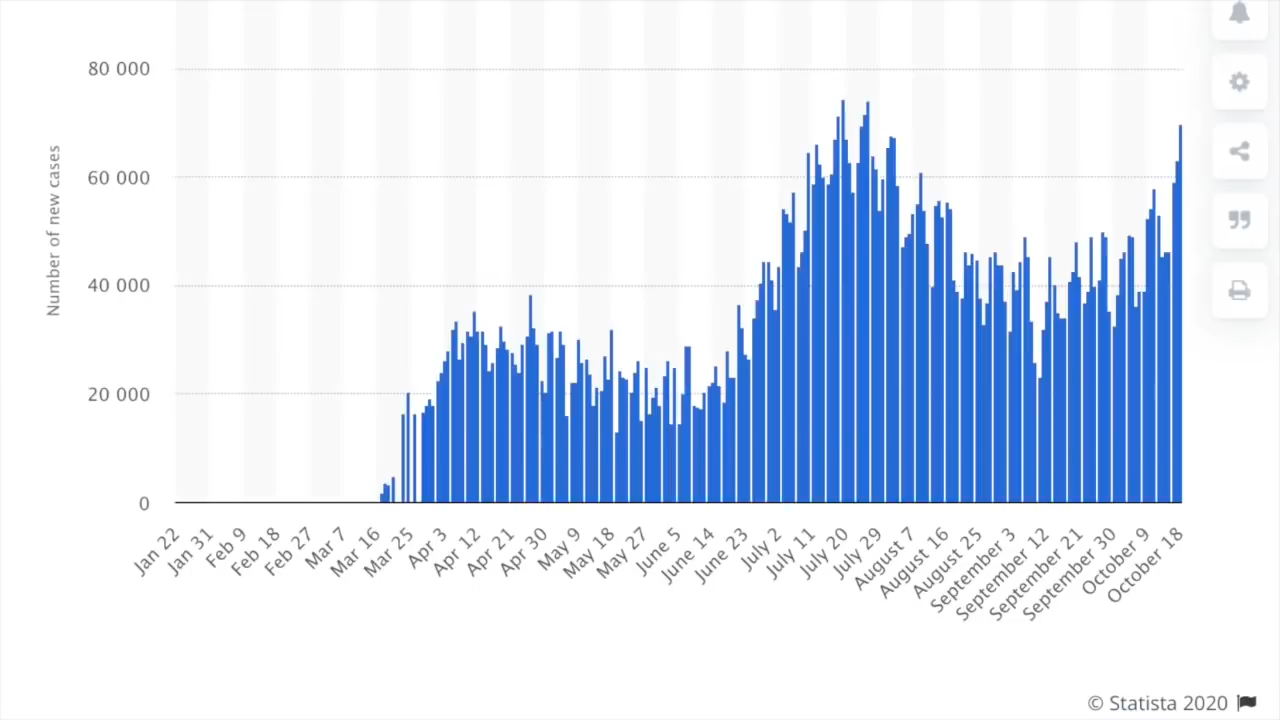 80 000
60 000
40 000
20 000
0
Number of new cases
Jan 22
Jan 31
Feb 9
Feb 18
Feb 27
Mar 7
Mar 16
Mar 25
Apr 3
Apr 12
Apr 21
Apr 30
May 9
May 18
May 27
June 5
June 14
June 23
July 2
July 11
July 20
July 29
August 7
August 16
August 25
September 3
September 12
September 21
September 30
October 9
October 18
© Statista 2020